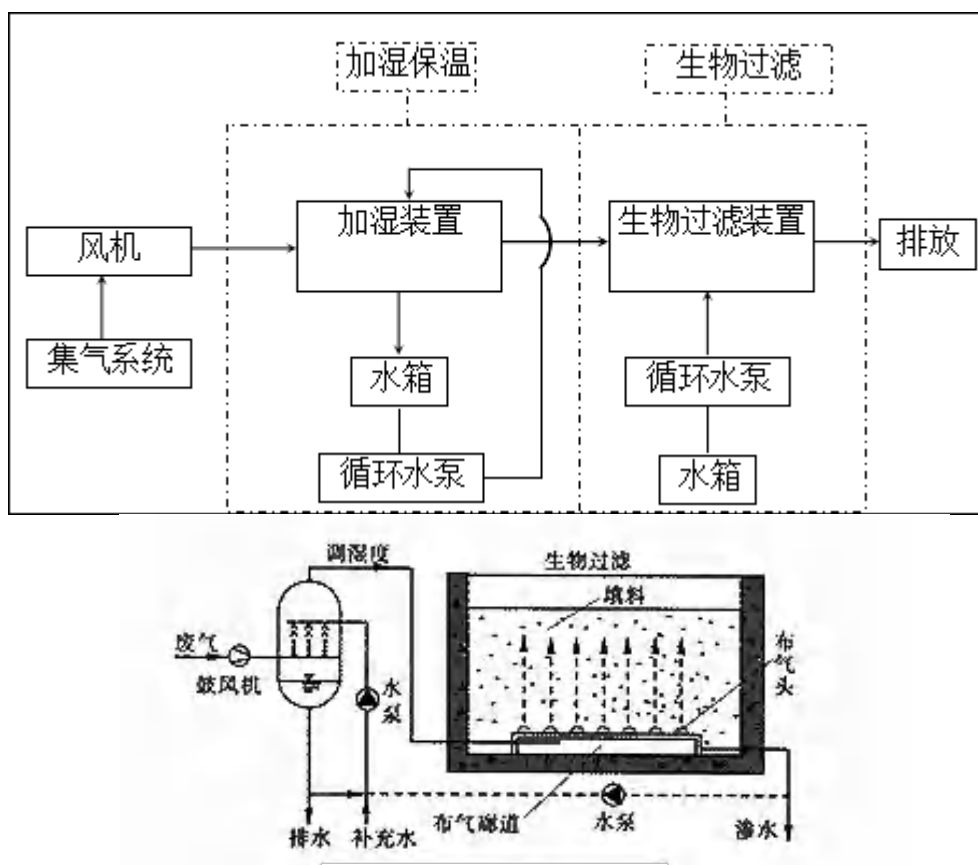 加湿保温
生物过滤
加湿装置
生物过滤装置
风机
排放
集气系统
水箱
循环水泵
循环水泵
水箱
调湿度
生物过滤
填料
布气头
废气
鼓风机
水泵
排水
补充水
布气隧道
水泵
渗水